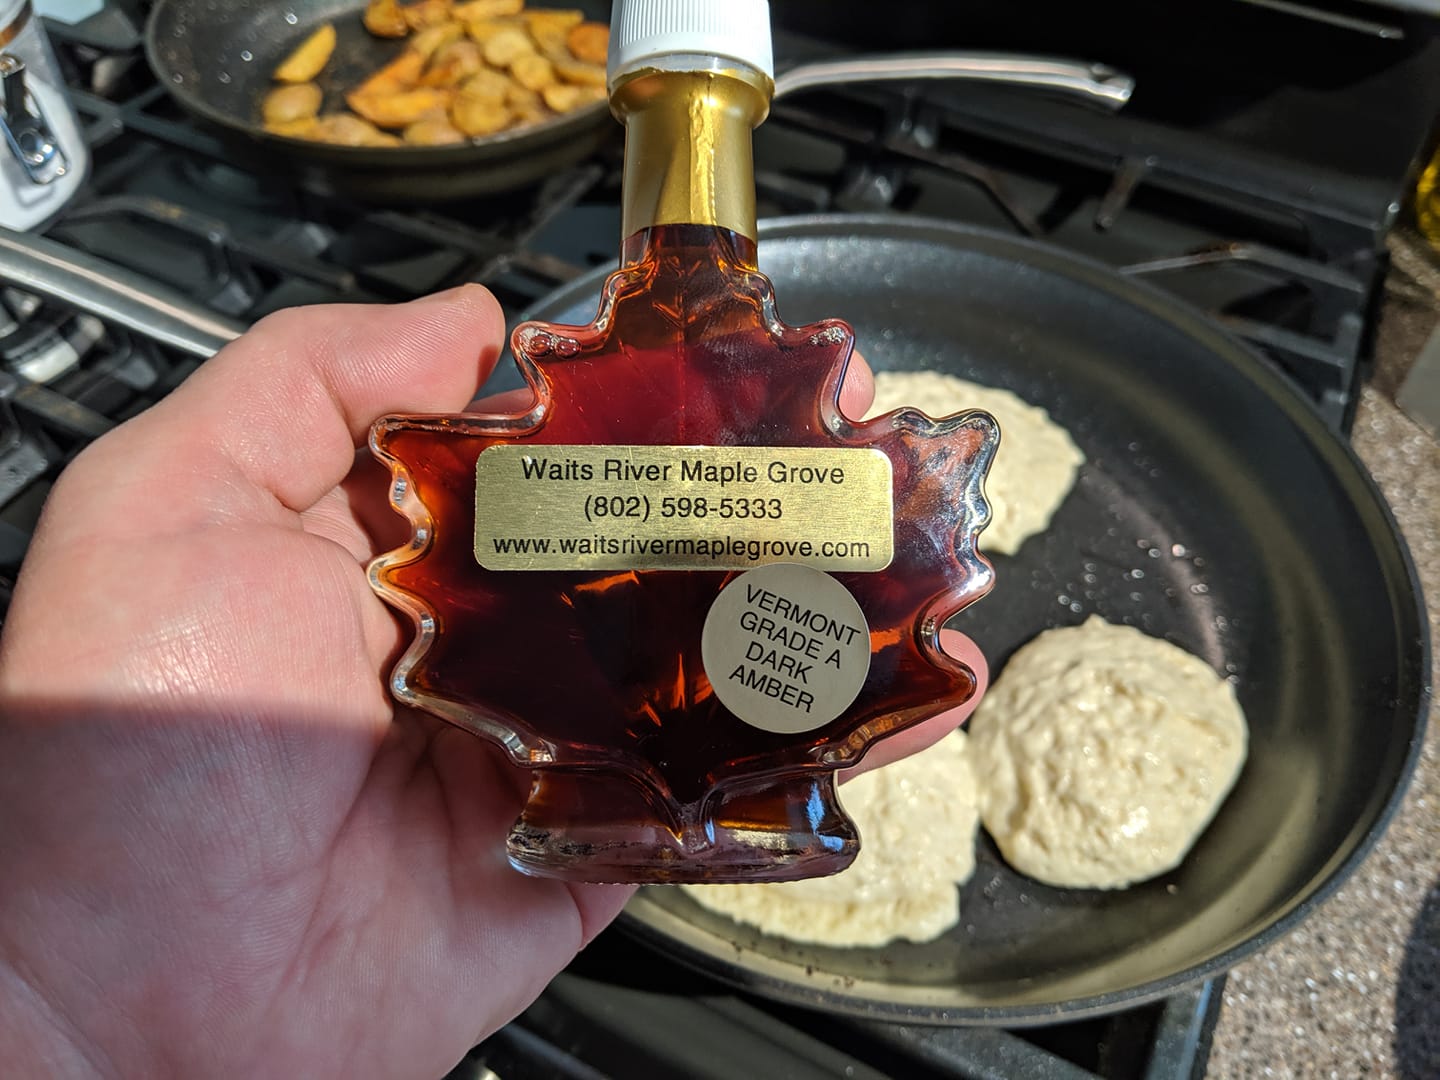 Waits River Maple Grove
(802) 598-5333
www.waitsrivermaplegrove.com
VERMONT
GRADE A
DARK
AMBER